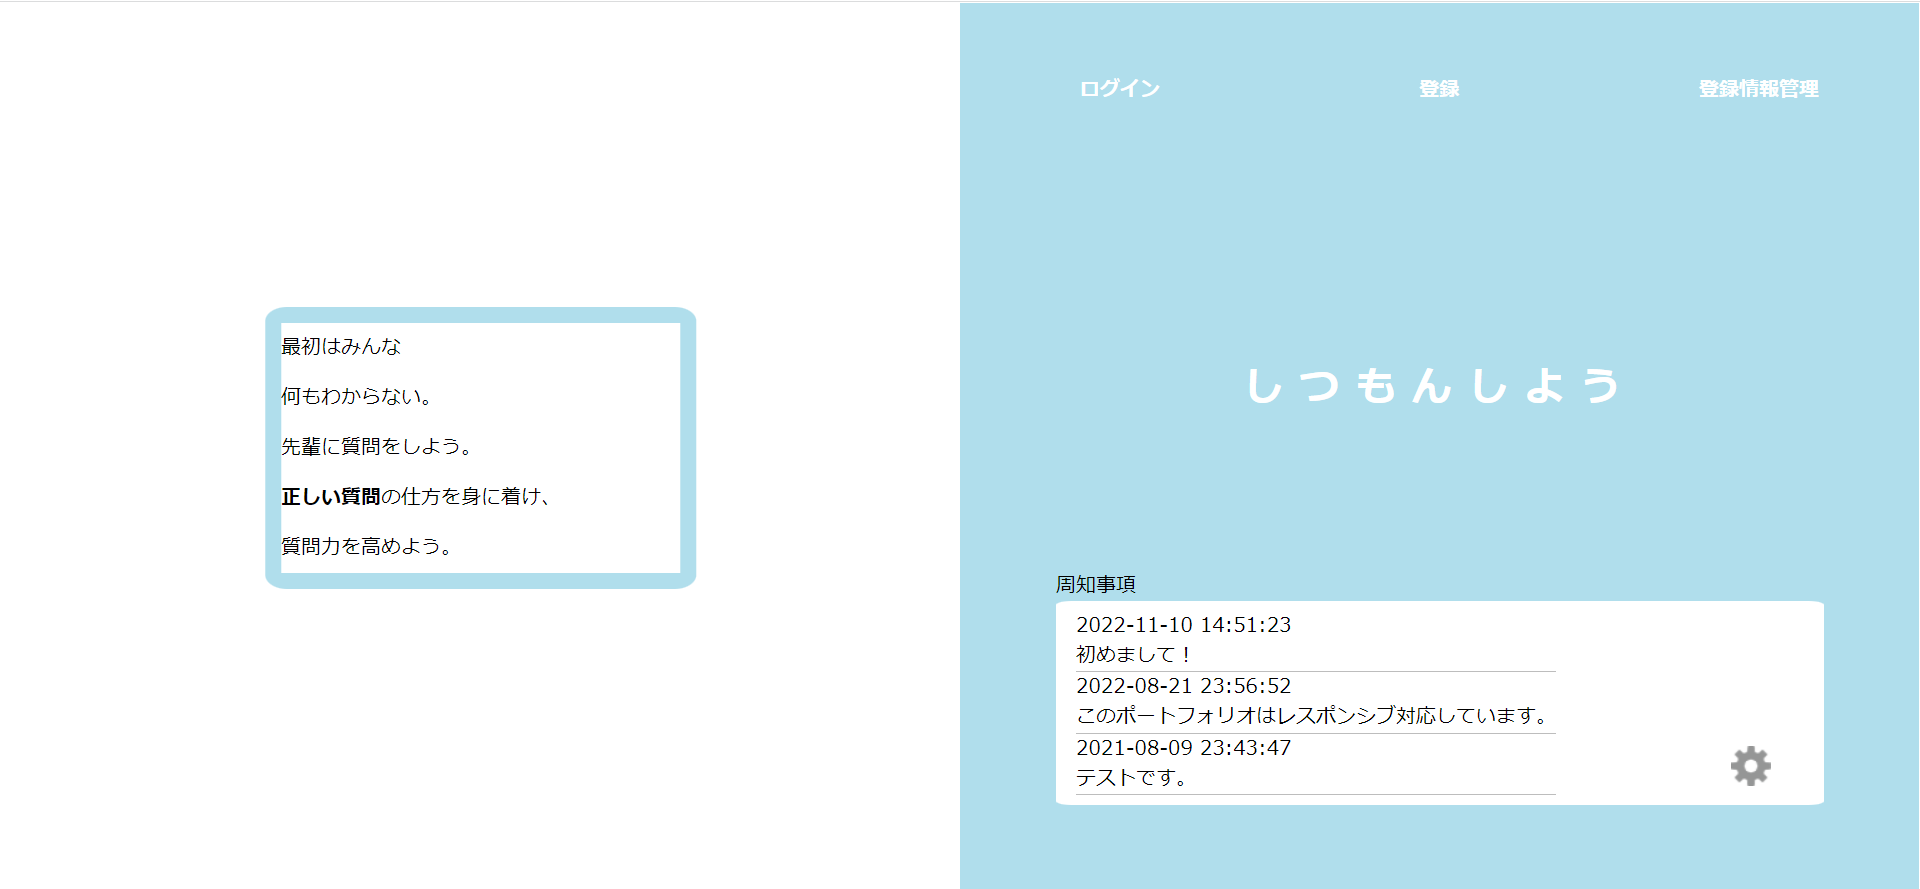 最初はみんな
何もわからない。
先輩に質問をしよう。
正しい質問の仕方を身に着け、
質問力を高めよう。
ログイン 登録 登録情報管理
しつもんしよう
周知事項
2022-11-10 14:51:23
初めまして！
2022-08-21 23:56:52
このポートフォリオはレスポンシブ対応しています。
2021-08-09 23:43:47
テストです。